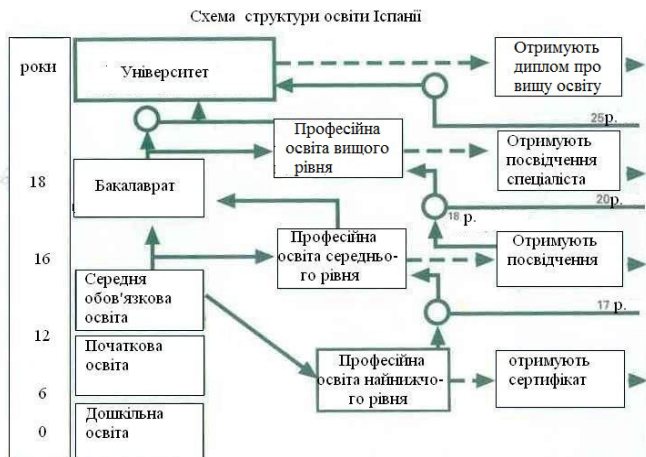 Схема структури освіти Іспанії
роки
Університет
Отримують
диплом про
вищу освіту
25р.
Професійна
освіта вищого
рівня
Отримують
посвідчення
спеціаліста
18
Бакалаврат
20р.
18 р.
16
Професійна
освіта середньо-
го рівня
Отримують
посвідчення
Середня
обов'язкова
освіта
17 р.
12
Початкова
освіта
Професійна
освіта найнижчо-
го рівня
отримують
сертифікат
6
0
Дошкільна
освіта